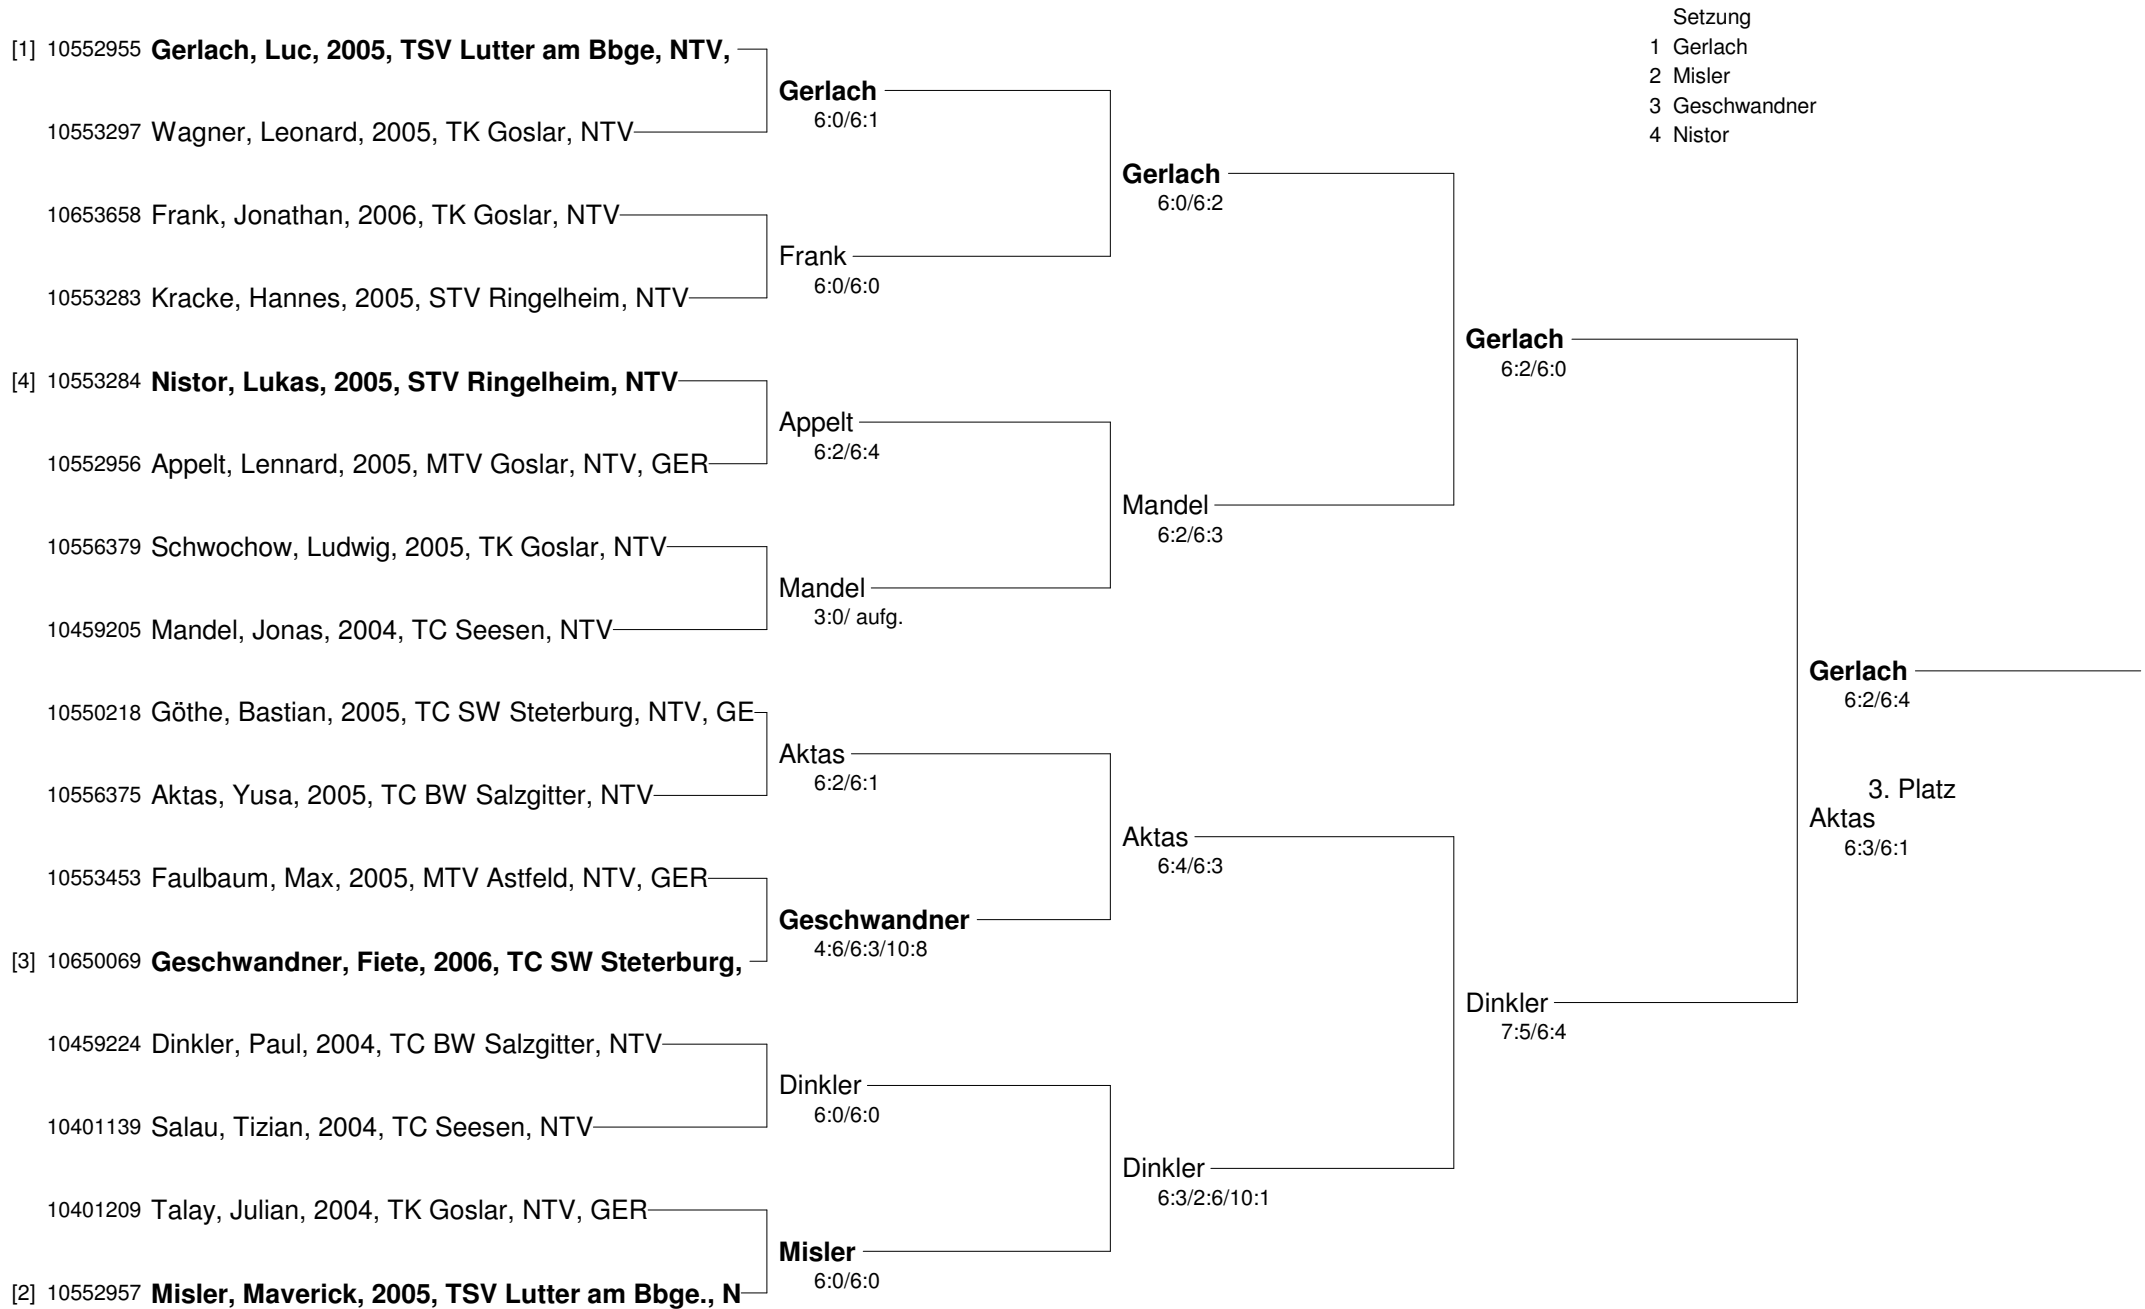 Setzung
1 Gerlach
2 Misler
3 Geschwandner
4 Nistor
[1] 10552955 Gerlach, Luc, 2005, TSV Lutter am Bbge, NTV,
10553297 Wagner, Leonard, 2005, TK Goslar, NTV
10653658 Frank, Jonathan, 2006, TK Goslar, NTV
10553283 Kracke, Hannes, 2005, STV Ringelheim, NTV
[4] 10553284 Nistor, Lukas, 2005, STV Ringelheim, NTV
10552956 Appelt, Lennard, 2005, MTV Goslar, NTV, GER
10556379 Schwochow, Ludwig, 2005, TK Goslar, NTV
10459205 Mandel, Jonas, 2004, TC Seesen, NTV
10550218 Göthe, Bastian, 2005, TC SW Steterburg, NTV, GE
10556375 Aktas, Yusa, 2005, TC BW Salzgitter, NTV
10553453 Faulbaum, Max, 2005, MTV Astfeld, NTV, GER
[3] 10650069 Geschwandner, Fiete, 2006, TC SW Steterburg,
10459224 Dinkler, Paul, 2004, TC BW Salzgitter, NTV
10401139 Salau, Tizian, 2004, TC Seesen, NTV
10401209 Talay, Julian, 2004, TK Goslar, NTV, GER
[2] 10552957 Misler, Maverick, 2005, TSV Lutter am Bbge., N
Gerlach
6:0/6:1
Frank
6:0/6:0
Appelt
6:2/6:4
Mandel
3:0/ aufg.
Aktas
6:2/6:1
Geschwandner
4:6/6:3/10:8
Dinkler
6:0/6:0
Misler
6:0/6:0
Gerlach
6:0/6:2
Mandel
6:2/6:3
Aktas
6:4/6:3
Dinkler
6:3/2:6/10:1
Gerlach
6:2/6:0
Dinkler
7:5/6:4
Gerlach
6:2/6:4
3. Platz
Aktas
6:3/6:1